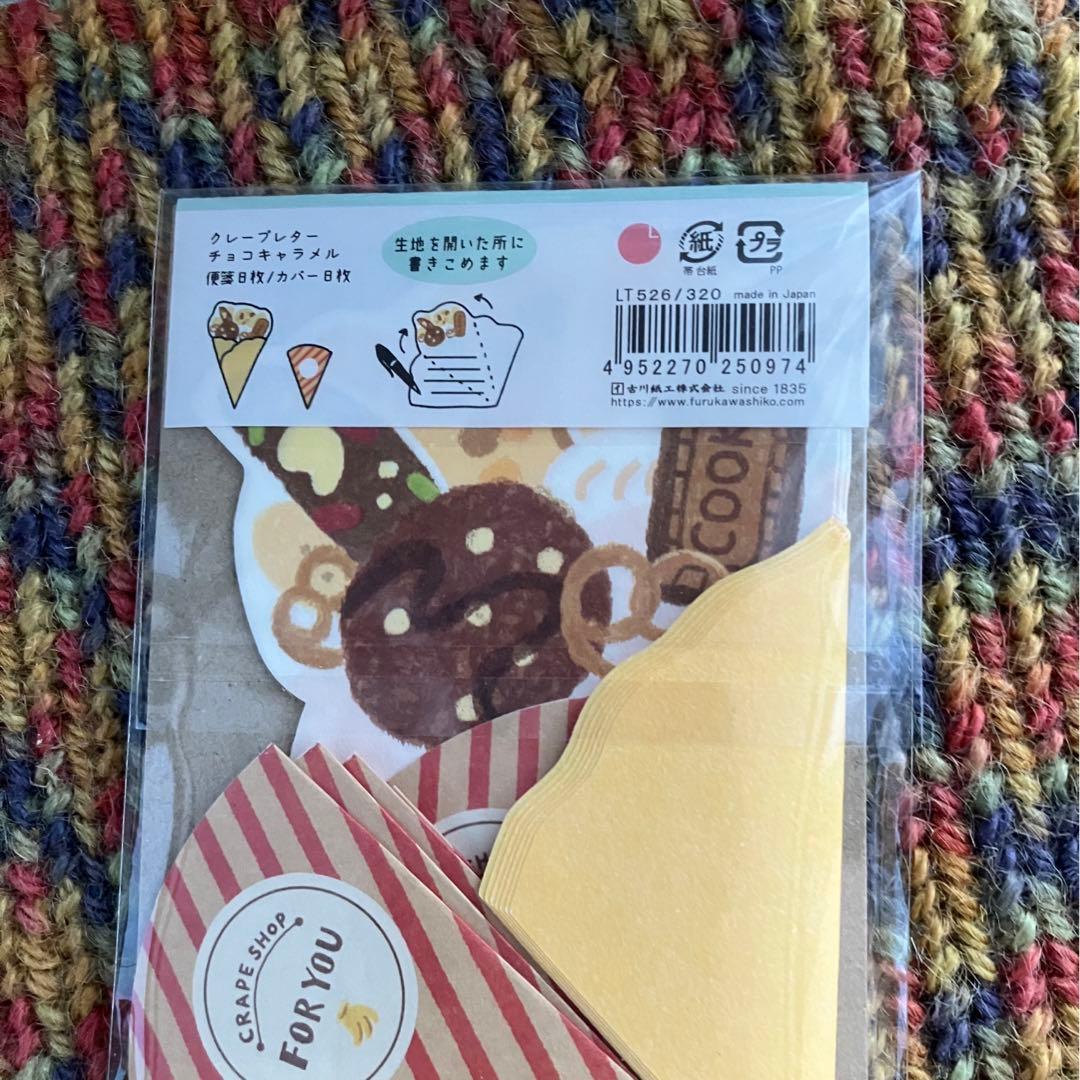 クレープレター
チョコキャラメル
便箋8枚/カバー8枚
生地を開いた所に
書きこめます
紙
帯 台紙
プラ
PP
LT526/320 made in Japan
4 952270 250974
古川紙工株式会社 since 1835
https://www.furukawashiko.com
COOK
CRAPE SHOP
FOR YOU